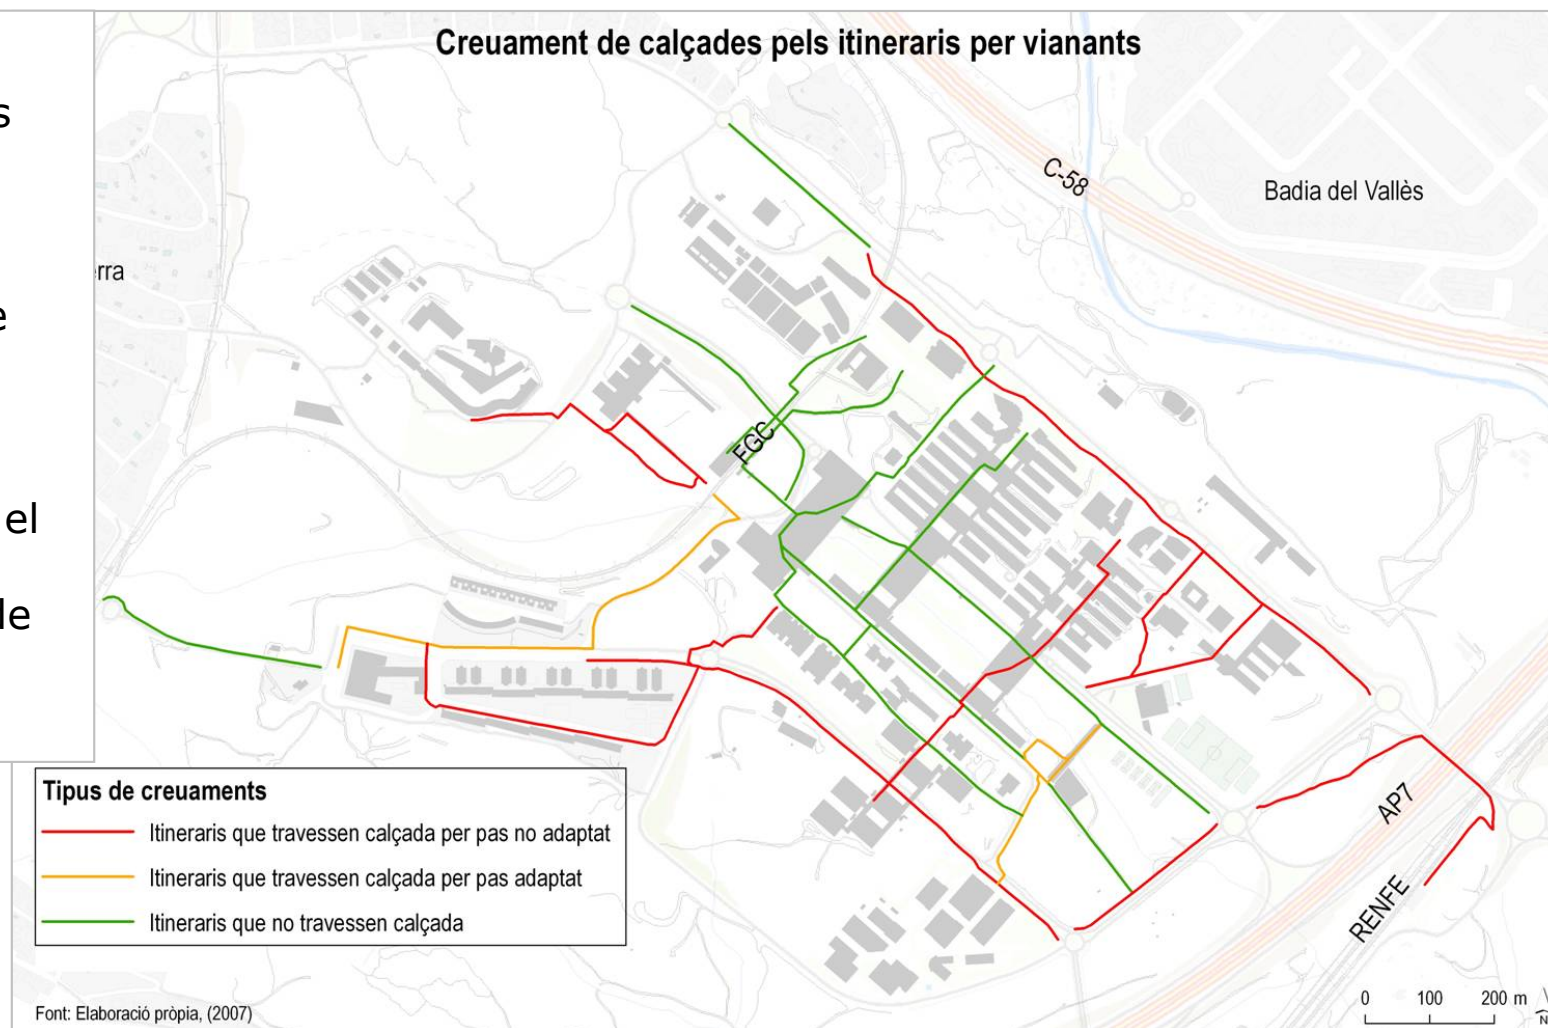 Creuament de calçades pels itineraris per vianants
s
C-58
Badia del Vallès
rra
e
FGC
el
le
Tipus de creuaments
Itineraris que travessen calçada per pas no adaptat
Itineraris que travessen calçada per pas adaptat
Itineraris que no travessen calçada
AP7
RENFE
0 100 200 m
N
Font: Elaboració pròpia, (2007)